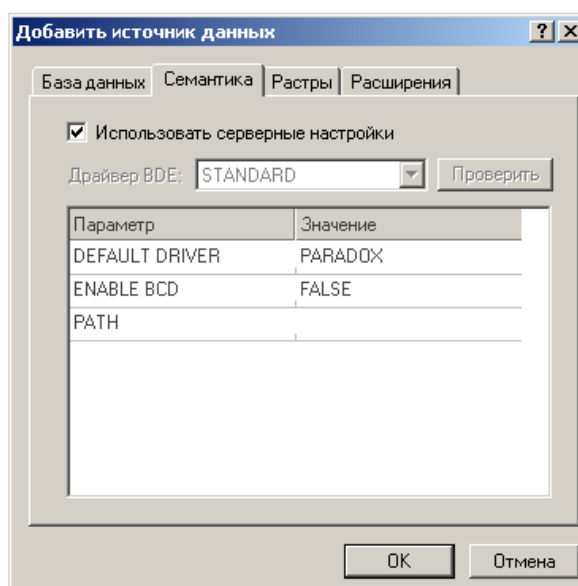 Добавить источник данных
База данных Семантика Растры Расширения
Использовать серверные настройки
Драйвер BDE: STANDARD Проверить
Параметр Значение
DEFAULT DRIVER PARADOX
ENABLE BCD FALSE
PATH
OK Отмена